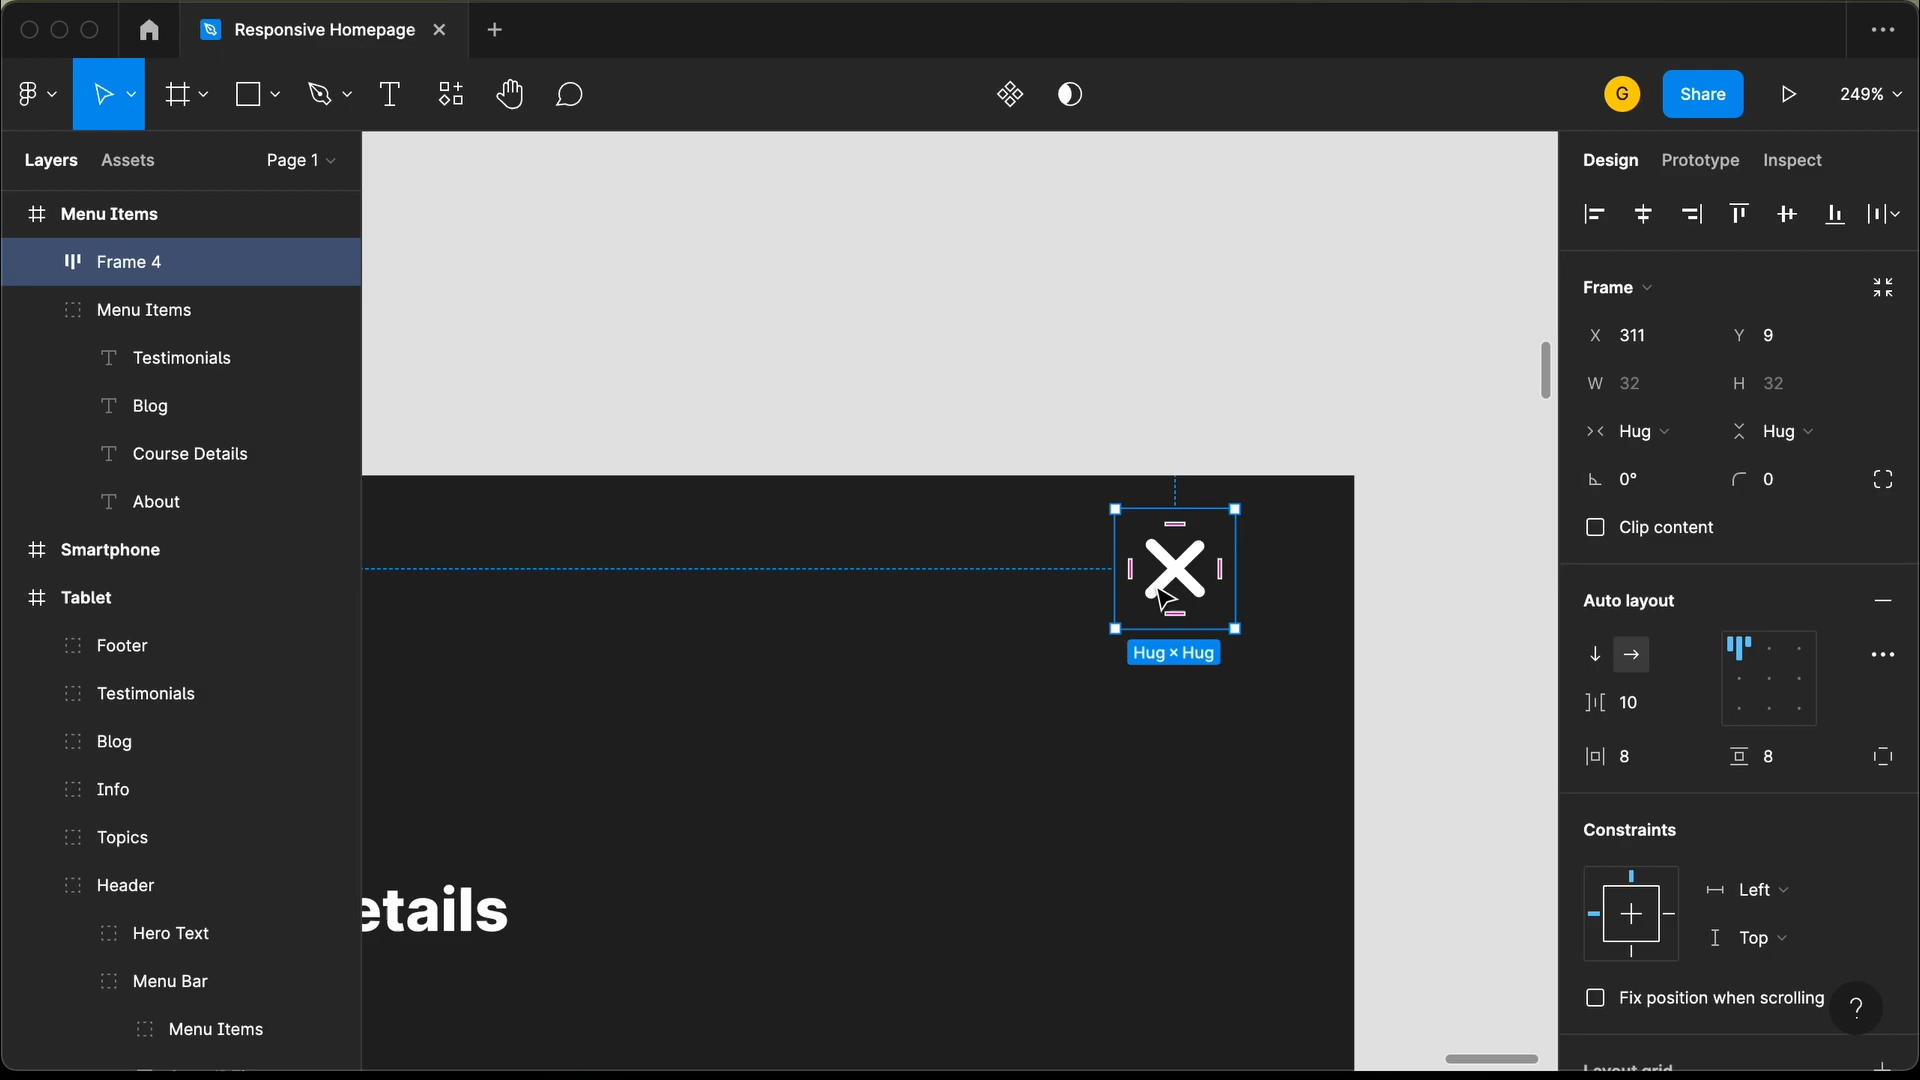 Responsive Homepage
G
Share
249%
Layers
Assets
Page 1
Menu Items
Frame 4
Menu Items
Testimonials
Blog
Course Details
About
Smartphone
Tablet
Footer
Testimonials
Blog
Info
Topics
Header
Hero Text
Menu Bar
Menu Items
Hug × Hug
etails
Design
Prototype
Inspect
Frame
X 311
Y 9
W 32
H 32
Hug
Hug
0°
0
Clip content
Auto layout
10
8
8
Constraints
Left
Top
Fix position when scrolling
?
Layout grid